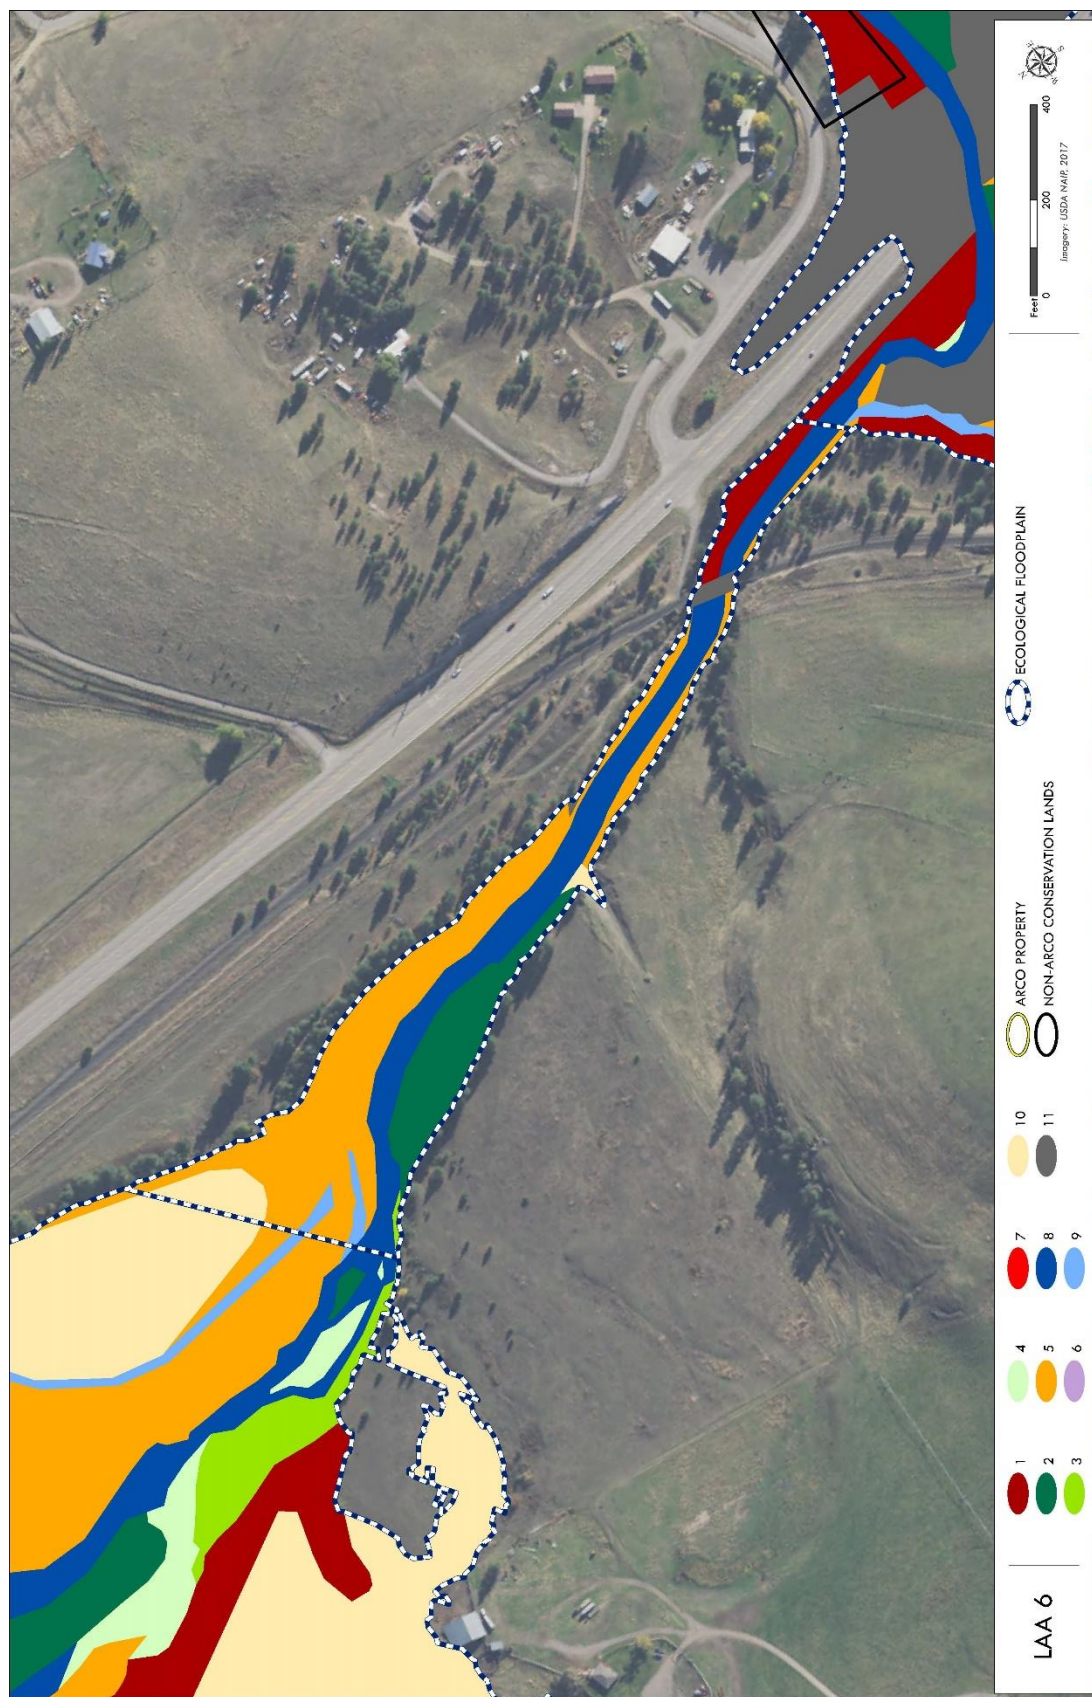 LAA 6
1
2
3
4
5
6
7
8
9
10
11
ARCO PROPERTY
NON-ARCO CONSERVATION LANDS
ECOLOGICAL FLOODPLAIN
Feet
0 200 400
Imagery: USDA NAIP, 2017
N
E
S
W